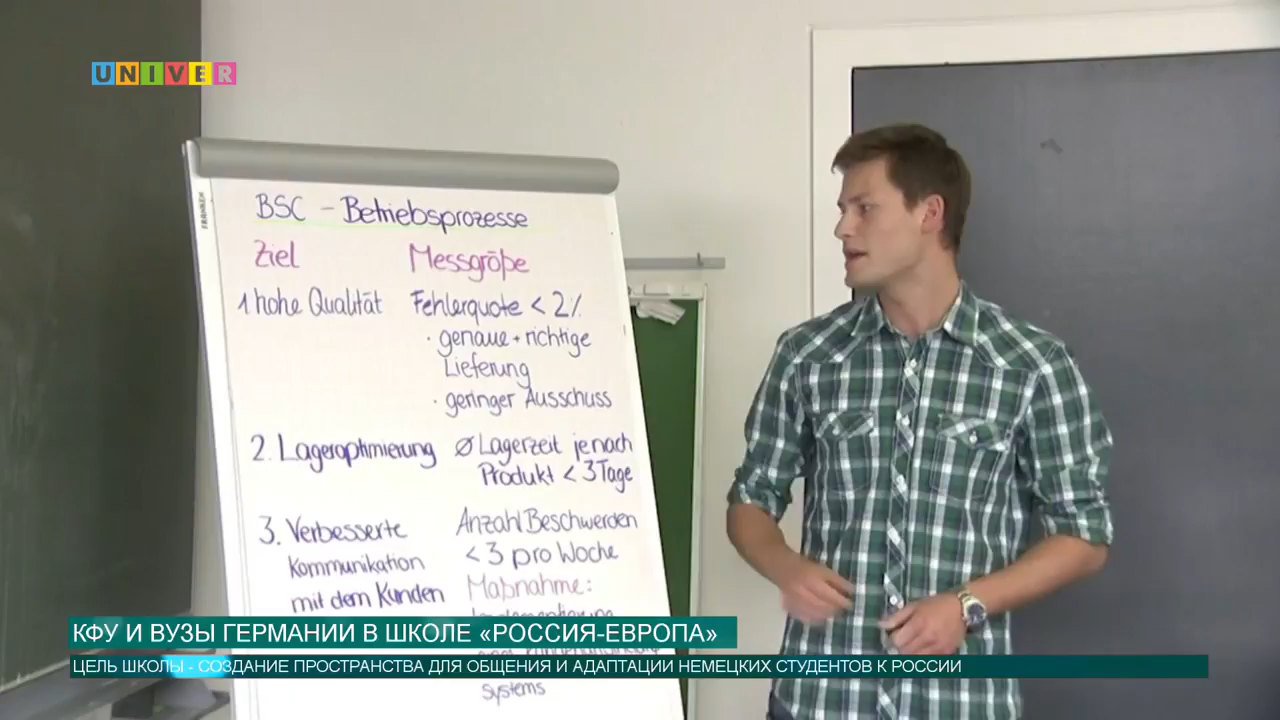 UNIVER
FRANKEN
BSC - Betriebsprozesse
Ziel Messgröße
1 hohe Qualität Fehlerquote < 2%
· genaue + richtige
Lieferung
· geringer Ausschuss
2. Lageroptimierung Ø Lagerzeit je nach
Produkt < 3 Tage
3. Verbesserte Anzahl Beschwerden
Kommunikation < 3 pro Woche
mit dem Kunden Maßnahme:
systems
КФУ И ВУЗЫ ГЕРМАНИИ В ШКОЛЕ «РОССИЯ-ЕВРОПА»
ЦЕЛЬ ШКОЛЫ - СОЗДАНИЕ ПРОСТРАНСТВА ДЛЯ ОБЩЕНИЯ И АДАПТАЦИИ НЕМЕЦКИХ СТУДЕНТОВ К РОССИИ